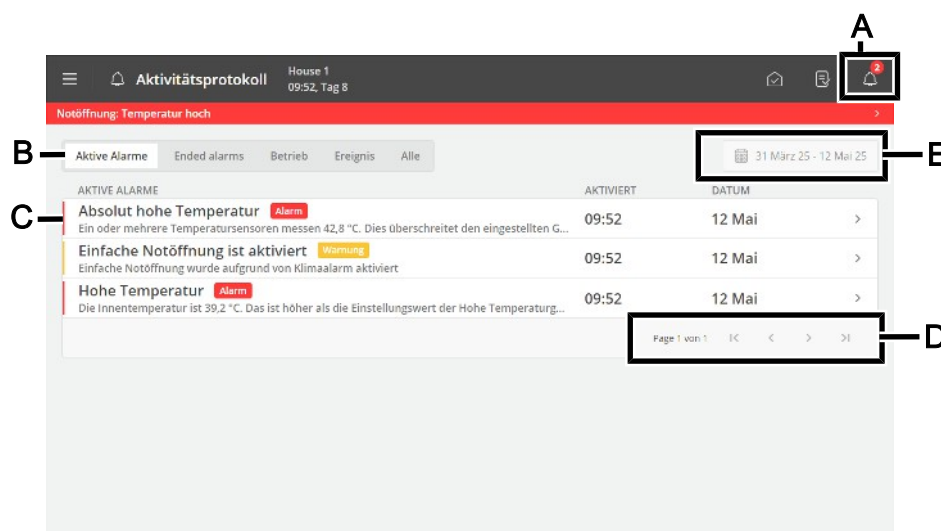 A
House 1
Aktivitätsprotokoll
09:52, Tag 8
2
Notöffnung: Temperatur hoch
B
Aktive Alarme Ended alarms Betrieb Ereignis Alle
31 März 25 - 12 Mai 25
E
AKTIVE ALARME AKTIVIERT DATUM
C
Absolut hohe Temperatur Alarm
Ein oder mehrere Temperatursensoren messen 42,8 °C. Dies überschreitet den eingestellten G...
09:52 12 Mai
Einfache Notöffnung ist aktiviert Warnung
Einfache Notöffnung wurde aufgrund von Klimaalarm aktiviert
09:52 12 Mai
Hohe Temperatur Alarm
Die Innentemperatur ist 39,2 °C. Das ist höher als die Einstellungswert der Hohe Temperaturg...
09:52 12 Mai
Page 1 von 1
D